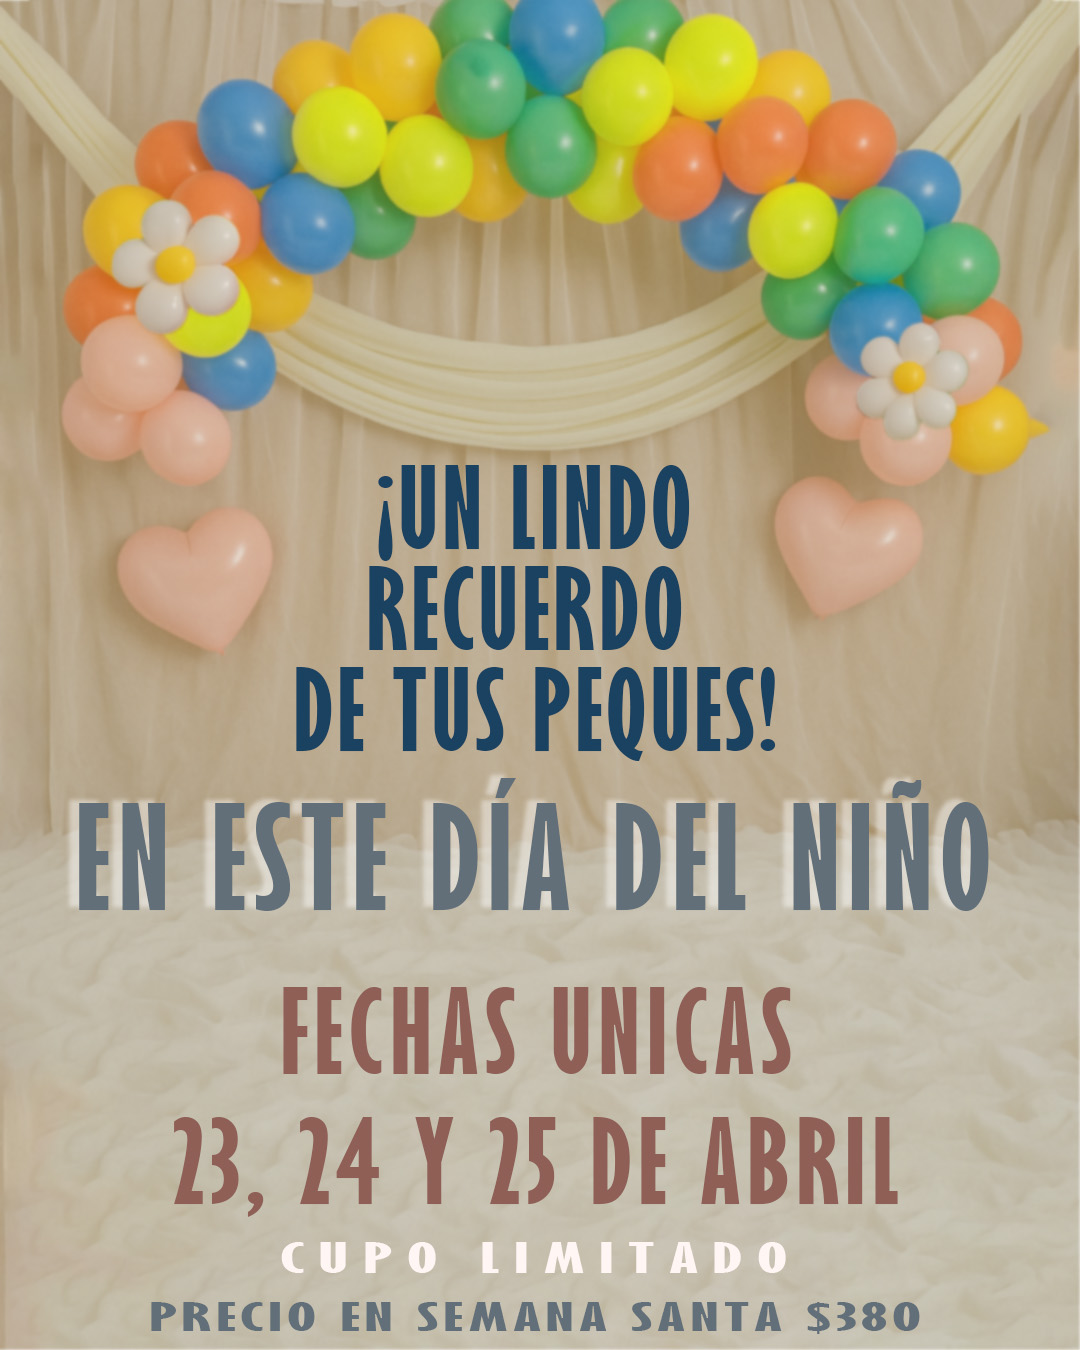 ¡UN LINDO
RECUERDO
DE TUS PEQUES!
EN ESTE DÍA DEL NIÑO
FECHAS UNICAS
23, 24 Y 25 DE ABRIL
CUPO LIMITADO
PRECIO EN SEMANA SANTA $380